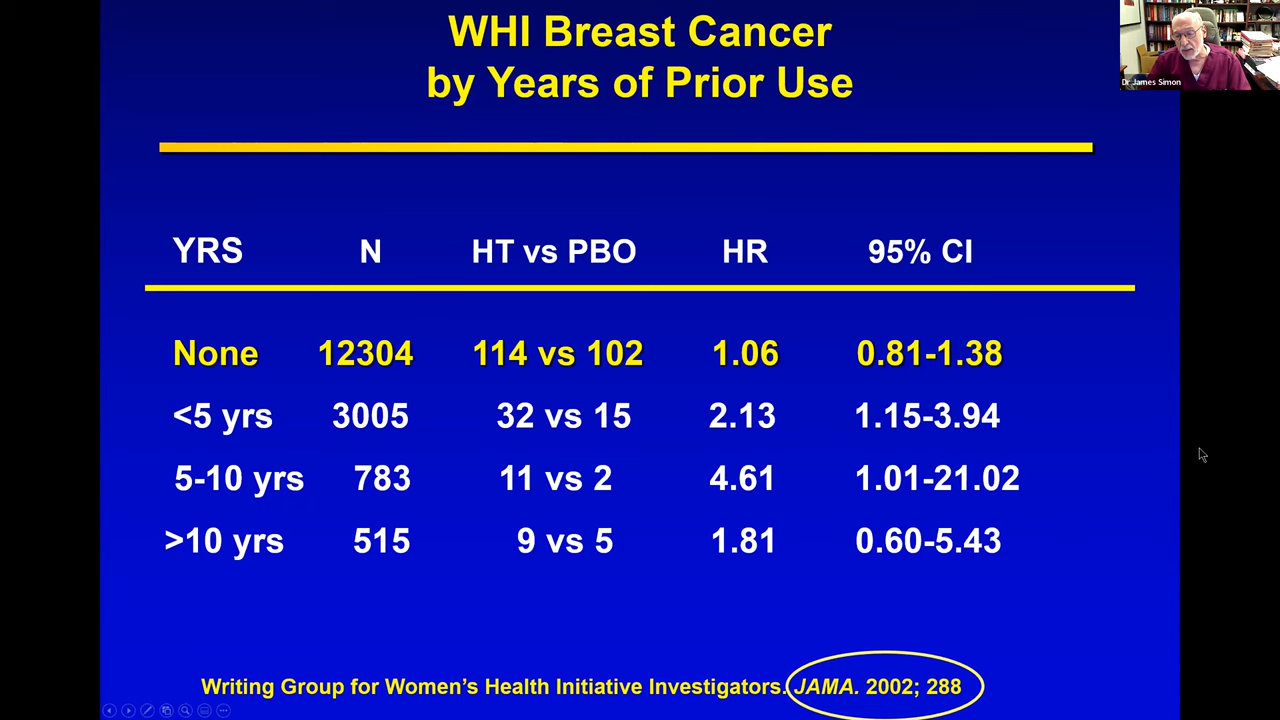 WHI Breast Cancer
by Years of Prior Use
Dr James Simon
YRS N HT vs PBO HR 95% CI
None 12304 114 vs 102 1.06 0.81-1.38
<5 yrs 3005 32 vs 15 2.13 1.15-3.94
5-10 yrs 783 11 vs 2 4.61 1.01-21.02
>10 yrs 515 9 vs 5 1.81 0.60-5.43
Writing Group for Women’s Health Initiative Investigators. JAMA. 2002; 288